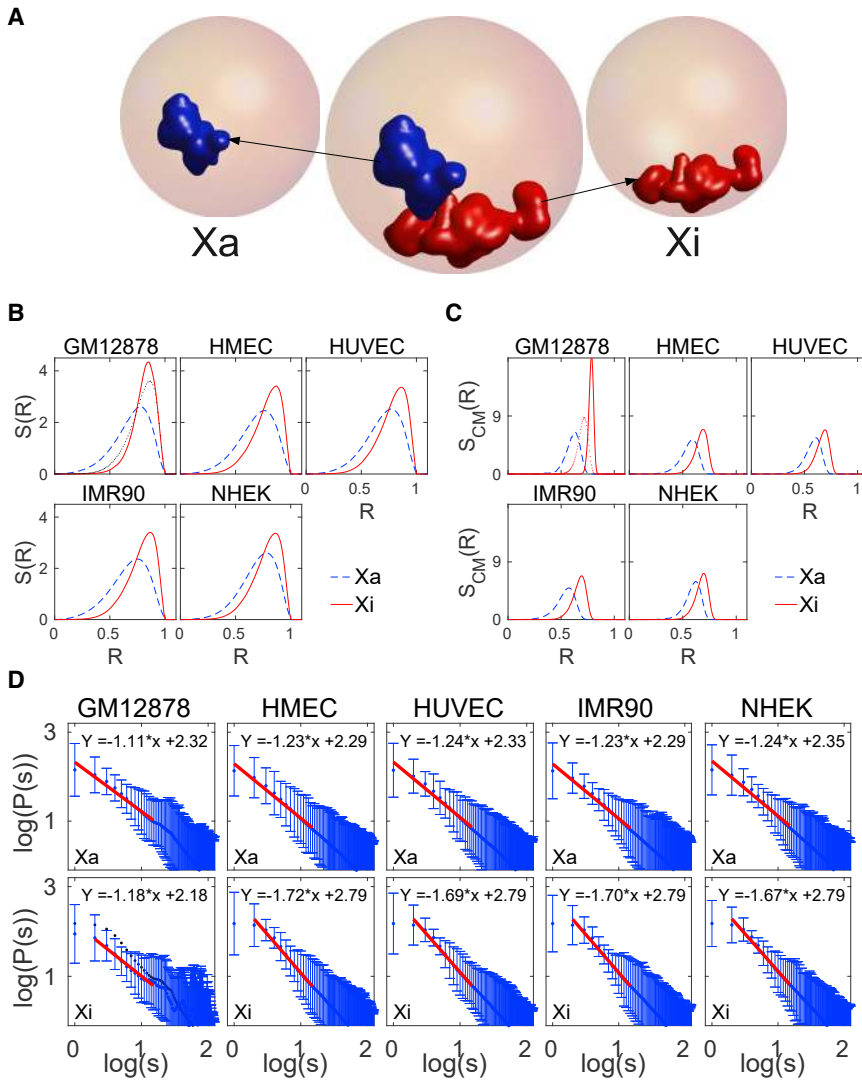 A
Xa
Xi
B
GM12878 HMEC HUVEC
S(R)
4
2
0
0 0.5 1
R
IMR90 NHEK
S(R)
4
2
0
0 0.5 1 0 0.5 1
R R
Xa
Xi
C
GM12878 HMEC HUVEC
S_CM(R)
9
0
0 0.5 1
R
IMR90 NHEK
S_CM(R)
9
0
0 0.5 1 0 0.5 1
R R
Xa
Xi
D
GM12878 HMEC HUVEC IMR90 NHEK
log(P(s))
3
1
Y =-1.11*x +2.32 Y =-1.23*x +2.29 Y =-1.24*x +2.33 Y =-1.23*x +2.29 Y =-1.24*x +2.35
Xa Xa Xa Xa Xa
log(P(s))
3
1
Y =-1.18*x +2.18 Y =-1.72*x +2.79 Y =-1.69*x +2.79 Y =-1.70*x +2.79 Y =-1.67*x +2.79
Xi Xi Xi Xi Xi
0 1 2 0 1 2 0 1 2 0 1 2 0 1 2
log(s) log(s) log(s) log(s) log(s)